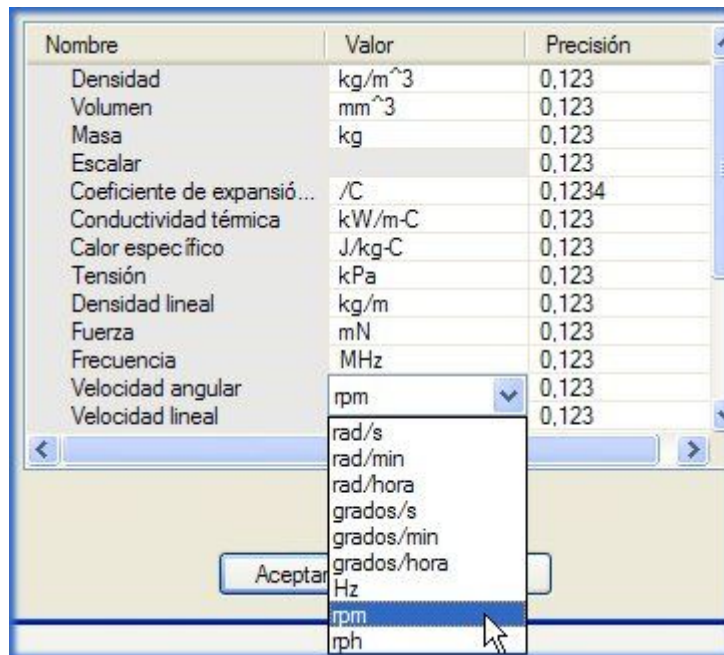 Nombre Valor Precisión
Densidad kg/m^3 0,123
Volumen mm^3 0,123
Masa kg 0,123
Escalar 0,123
Coeficiente de expansió... /C 0,1234
Conductividad térmica kW/m-C 0,123
Calor específico J/kg-C 0,123
Tensión kPa 0,123
Densidad lineal kg/m 0,123
Fuerza mN 0,123
Frecuencia MHz 0,123
Velocidad angular rpm 0,123
Velocidad lineal 0,123
rad/s
rad/min
rad/hora
grados/s
grados/min
grados/hora
Aceptar
Hz
rpm
rph